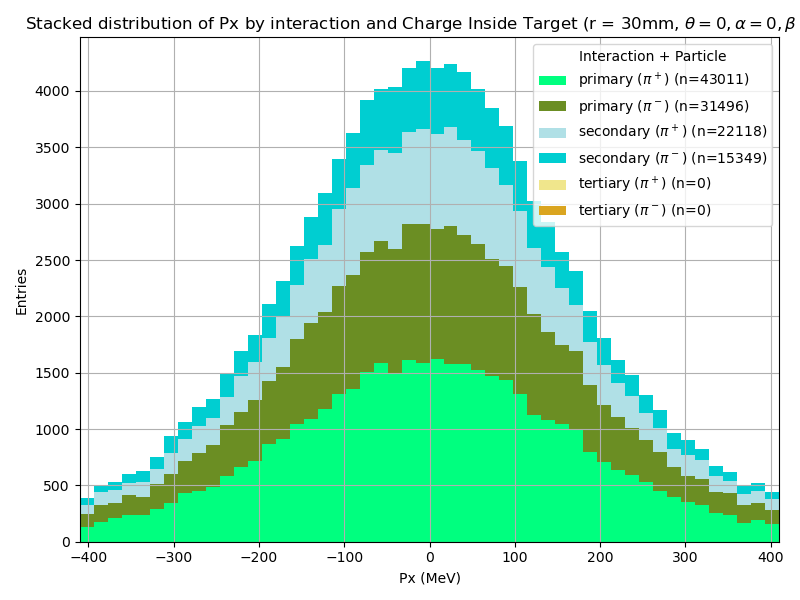 Stacked distribution of Px by interaction and Charge Inside Target (r = 30mm, θ = 0, α = 0, β
Interaction + Particle
primary (π⁺) (n=43011)
primary (π⁻) (n=31496)
secondary (π⁺) (n=22118)
secondary (π⁻) (n=15349)
tertiary (π⁺) (n=0)
tertiary (π⁻) (n=0)
Entries
4000
3500
3000
2500
2000
1500
1000
500
0
−400 −300 −200 −100 0 100 200 300 400
Px (MeV)